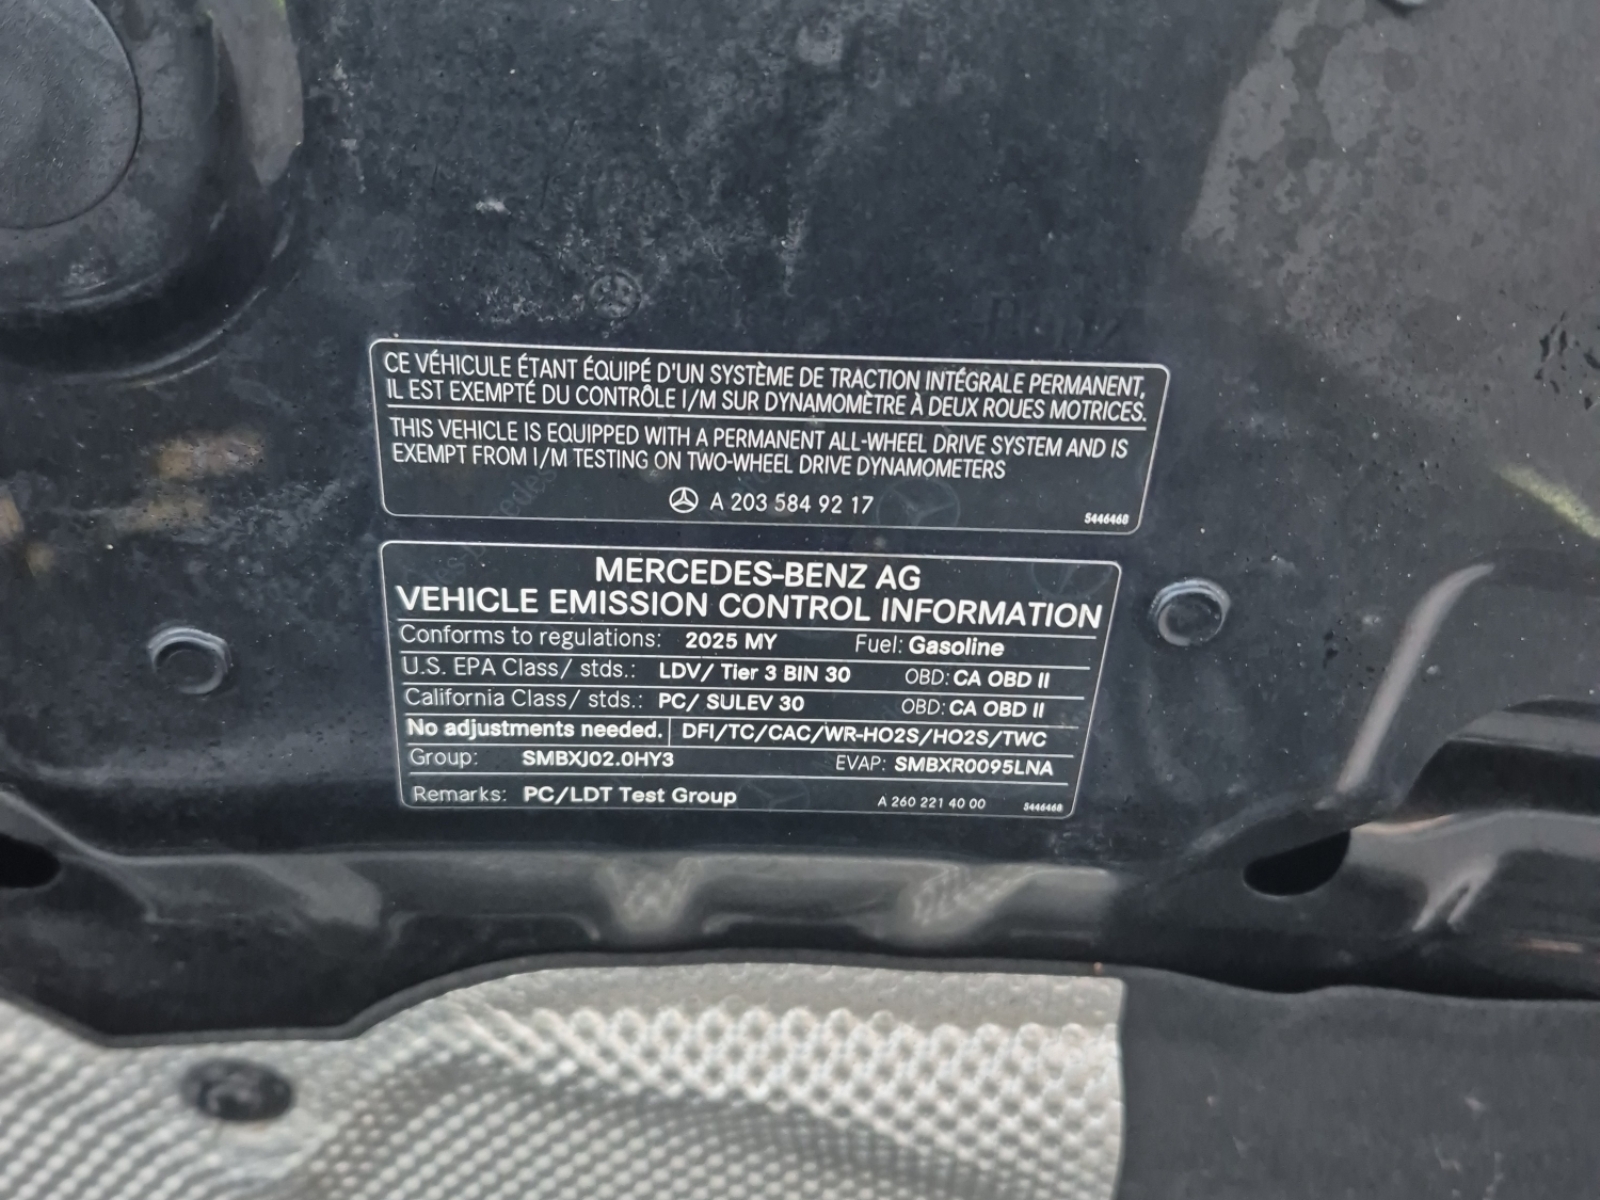 CE VÉHICULE ÉTANT ÉQUIPÉ D'UN SYSTÈME DE TRACTION INTÉGRALE PERMANENT,
IL EST EXEMPTÉ DU CONTRÔLE I/M SUR DYNAMOMÈTRE À DEUX ROUES MOTRICES.
THIS VEHICLE IS EQUIPPED WITH A PERMANENT ALL-WHEEL DRIVE SYSTEM AND IS
EXEMPT FROM I/M TESTING ON TWO-WHEEL DRIVE DYNAMOMETERS
A 203 584 92 17
5446468
MERCEDES-BENZ AG
VEHICLE EMISSION CONTROL INFORMATION
Conforms to regulations: 2025 MY Fuel: Gasoline
U.S. EPA Class/ stds.: LDV/ Tier 3 BIN 30 OBD: CA OBD II
California Class/ stds.: PC/ SULEV 30 OBD: CA OBD II
No adjustments needed. DFI/TC/CAC/WR-HO2S/HO2S/TWC
Group: SMBXJ02.0HY3 EVAP: SMBXR0095LNA
Remarks: PC/LDT Test Group A 260 221 40 00 5446468